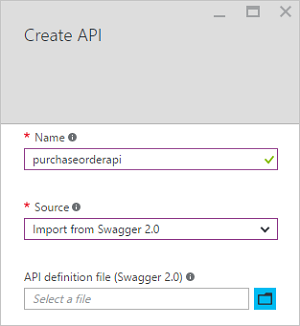 Create API
* Name
purchaseorderapi
* Source
Import from Swagger 2.0
API definition file (Swagger 2.0)
Select a file